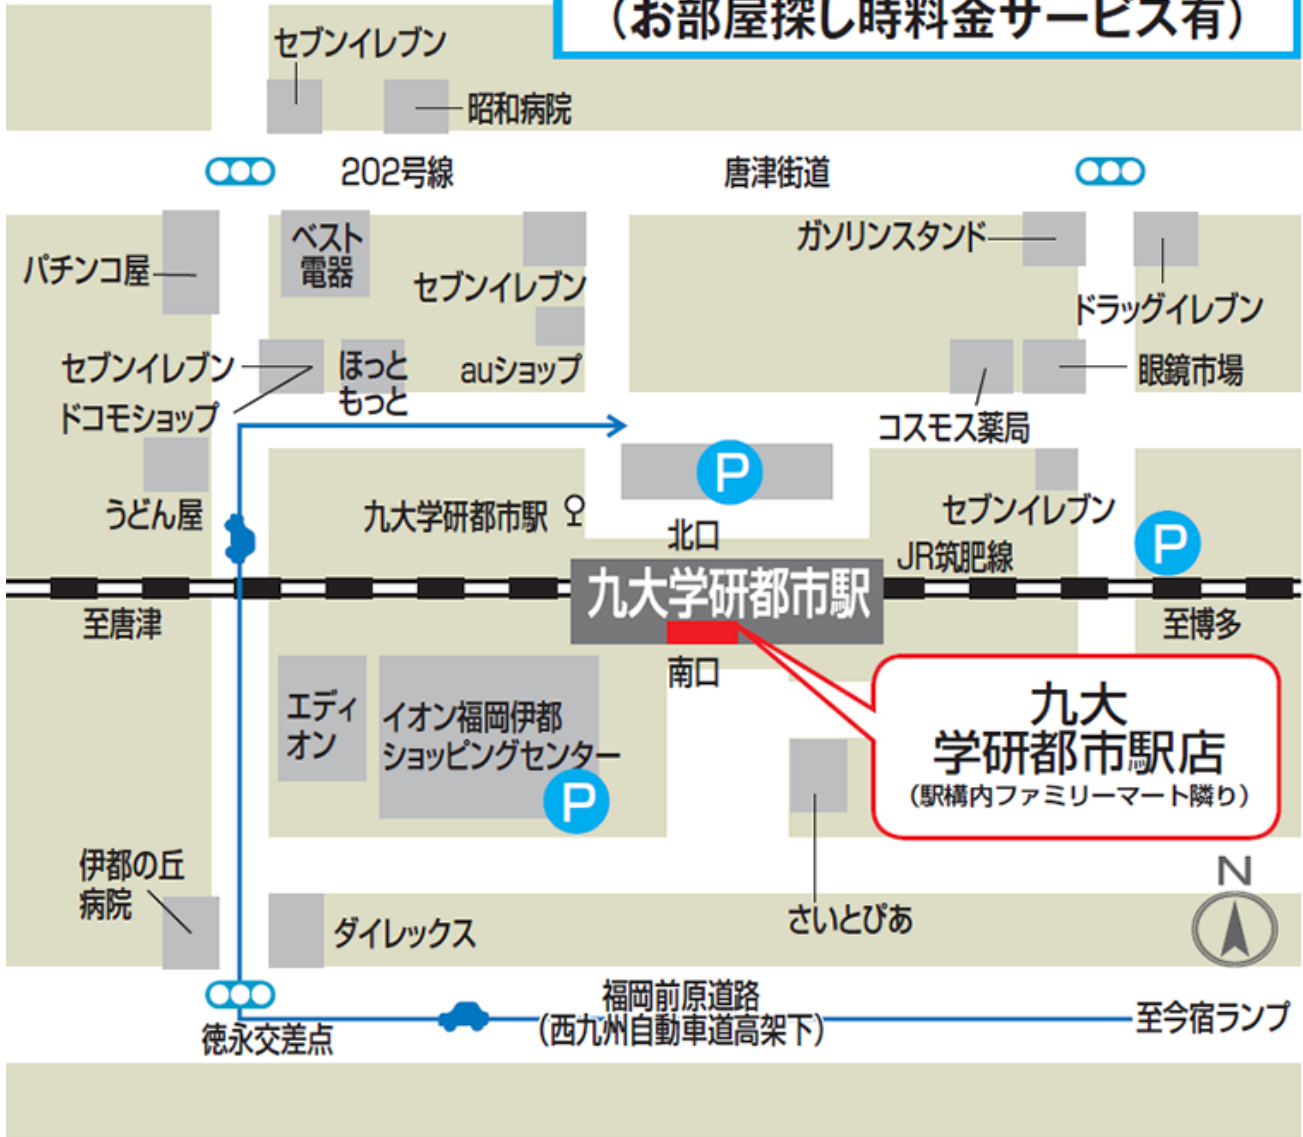 (お部屋探し時料金サービス有)
セブンイレブン
昭和病院
202号線
唐津街道
パチンコ屋
ベスト
電器
セブンイレブン
ガソリンスタンド
ドラッグイレブン
セブンイレブン
ドコモショップ
ほっと
もっと
auショップ
コスモス薬局
眼鏡市場
うどん屋
九大学研都市駅
P
北口
セブンイレブン
JR筑肥線
P
九大学研都市駅
至唐津
至博多
南口
エディ
オン
イオン福岡伊都
ショッピングセンター
P
九大
学研都市駅店
(駅構内ファミリーマート隣り)
伊都の丘
病院
ダイレックス
さいとぴあ
N
徳永交差点
福岡前原道路
(西九州自動車道高架下)
至今宿ランプ